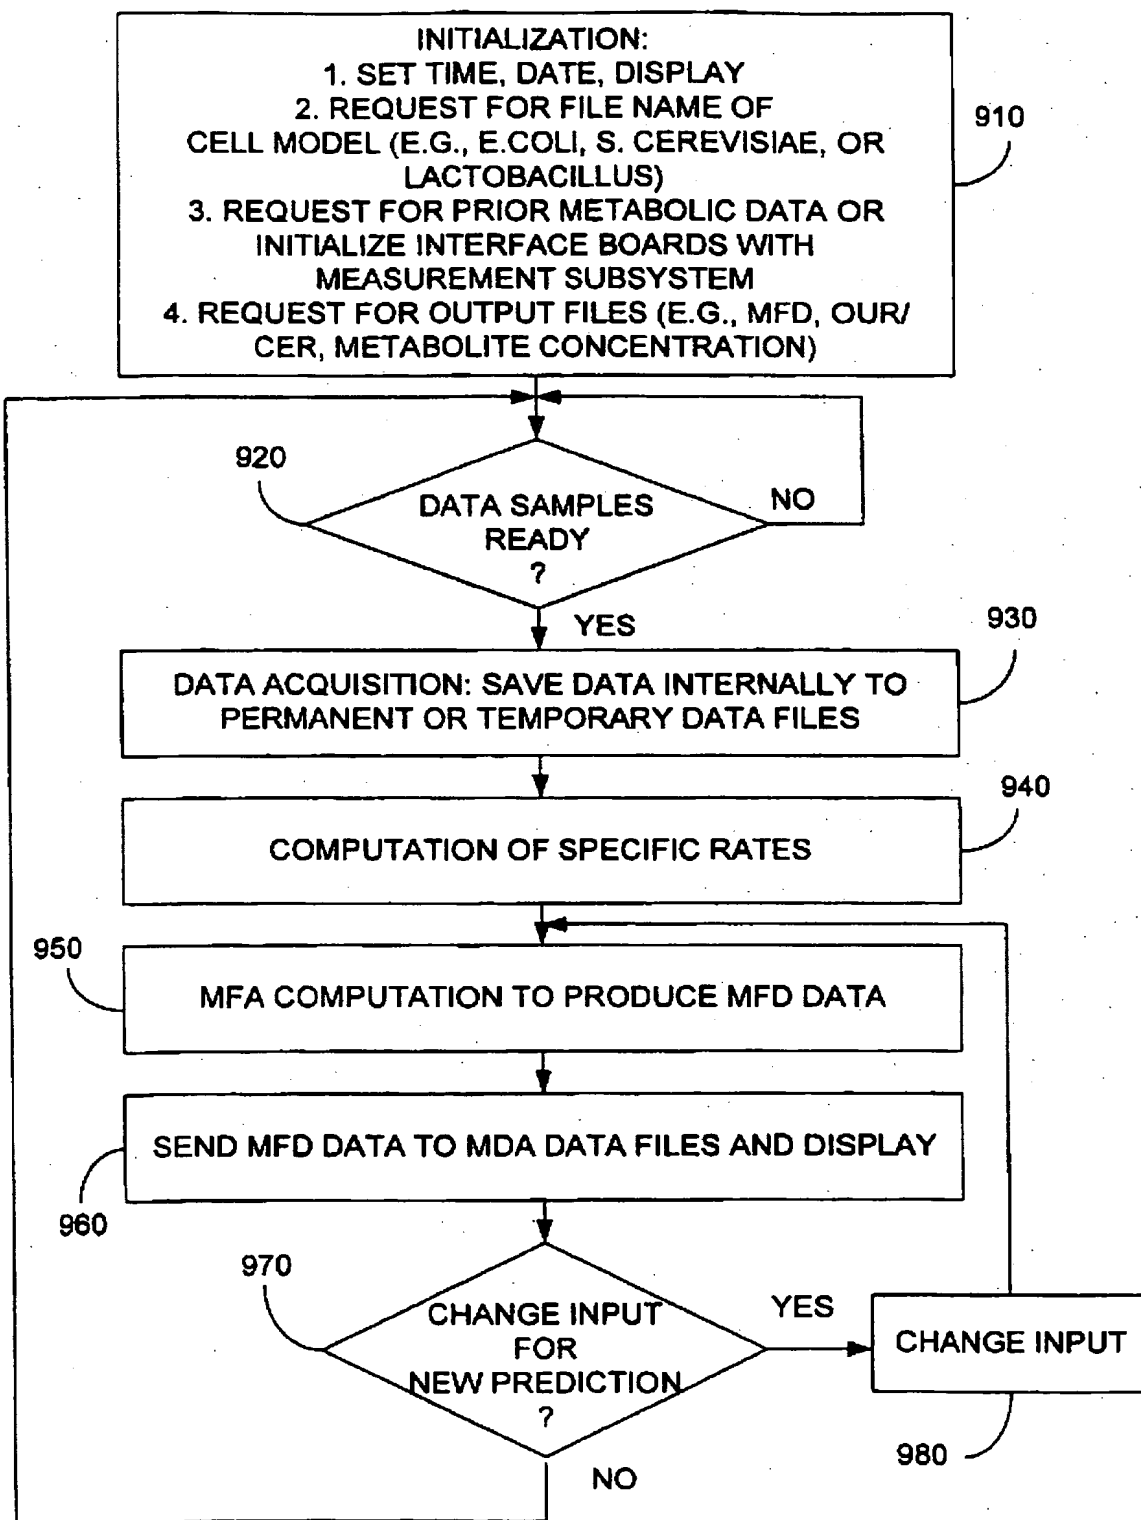 INITIALIZATION:
1. SET TIME, DATE, DISPLAY
2. REQUEST FOR FILE NAME OF
CELL MODEL (E.G., E.COLI, S. CEREVISIAE, OR
LACTOBACILLUS)
3. REQUEST FOR PRIOR METABOLIC DATA OR
INITIALIZE INTERFACE BOARDS WITH
MEASUREMENT SUBSYSTEM
4. REQUEST FOR OUTPUT FILES (E.G., MFD, OUR/
CER, METABOLITE CONCENTRATION)
910
920
DATA SAMPLES
READY
?
NO
YES
930
DATA ACQUISITION: SAVE DATA INTERNALLY TO
PERMANENT OR TEMPORARY DATA FILES
940
COMPUTATION OF SPECIFIC RATES
950
MFA COMPUTATION TO PRODUCE MFD DATA
SEND MFD DATA TO MDA DATA FILES AND DISPLAY
960
970
CHANGE INPUT
FOR
NEW PREDICTION
?
YES
CHANGE INPUT
980
NO